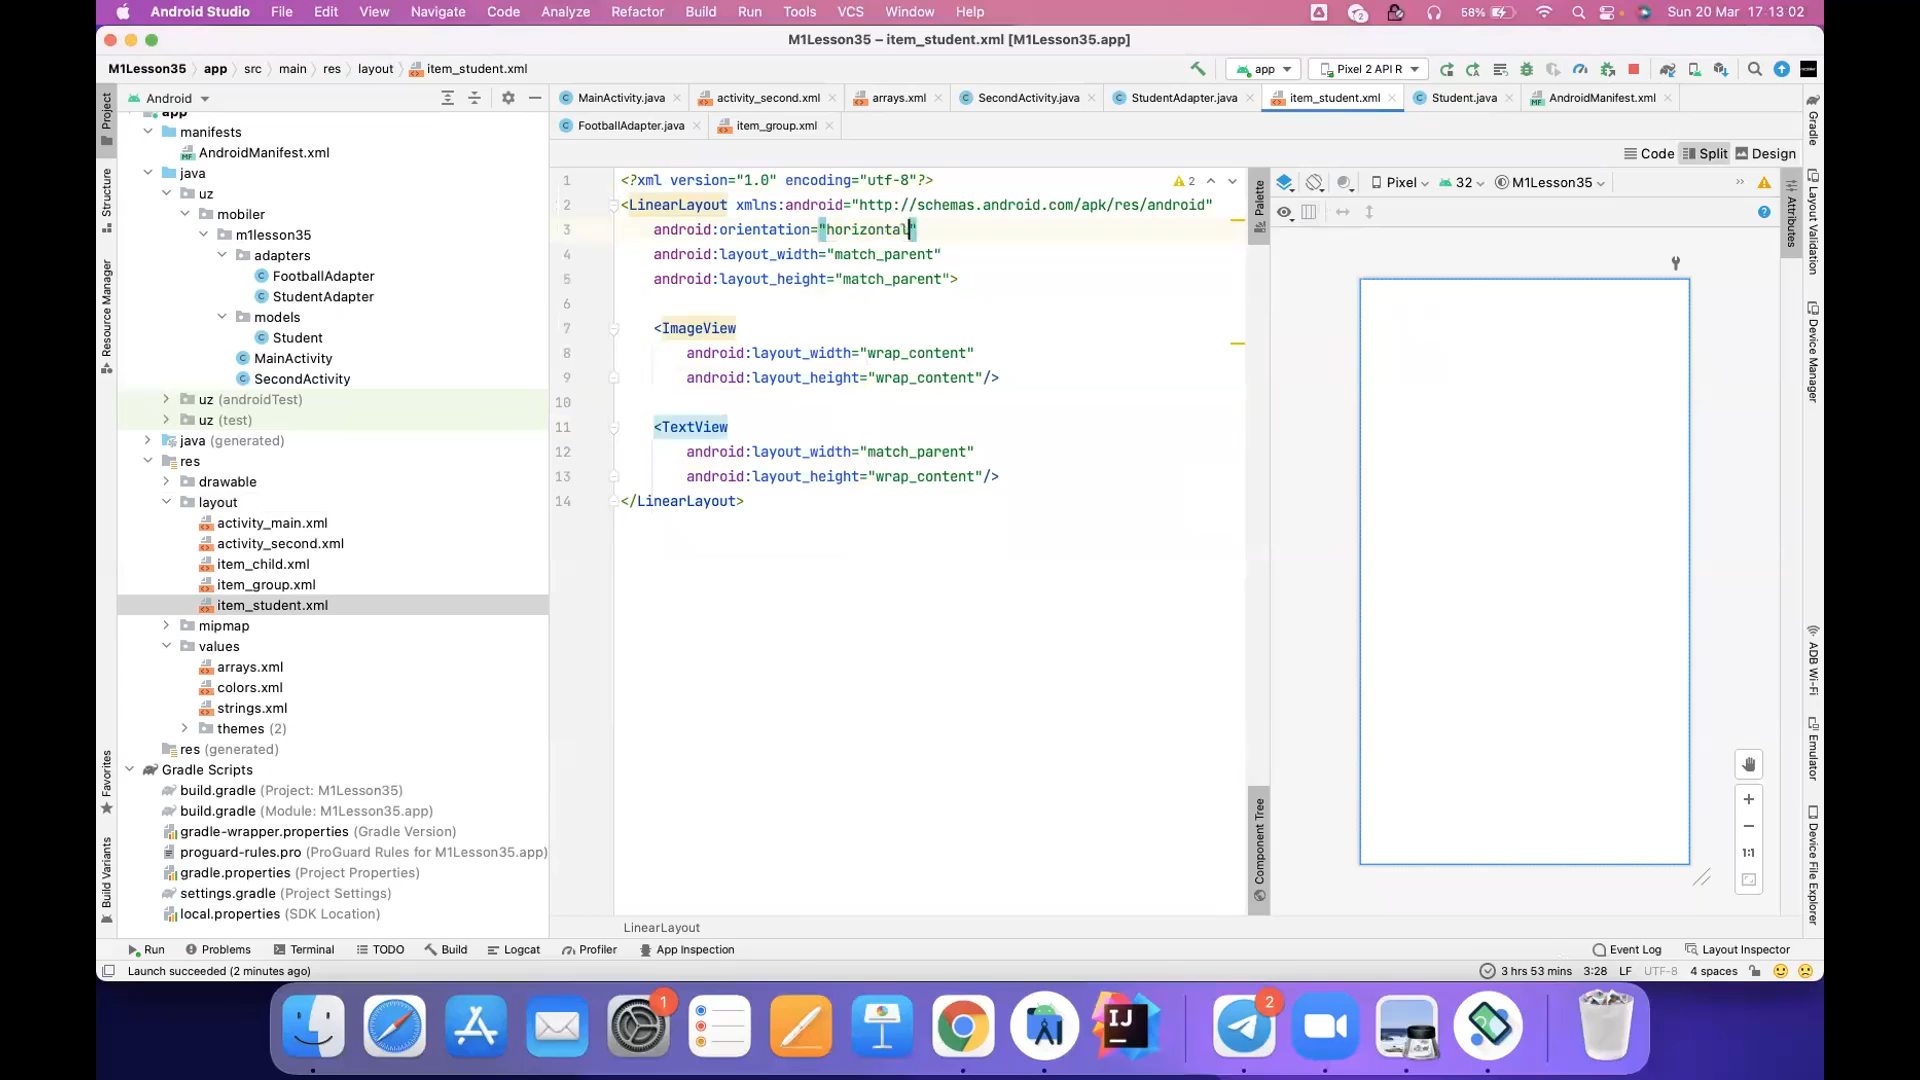 Android Studio File Edit View Navigate Code Analyze Refactor Build Run Tools VCS Window Help 2 58% Sun 20 Mar 17:13:02
M1Lesson35 – item_student.xml [M1Lesson35.app]
M1Lesson35 app src main res layout item_student.xml app Pixel 2 API R
Android
MainActivity.java activity_second.xml arrays.xml SecondActivity.java StudentAdapter.java item_student.xml Student.java AndroidManifest.xml
FootballAdapter.java item_group.xml
Code Split Design
Pixel 32 M1Lesson35
Project
Structure
Resource Manager
Favorites
Build Variants
app
manifests
AndroidManifest.xml
java
uz
mobiler
m1lesson35
adapters
FootballAdapter
StudentAdapter
models
Student
MainActivity
SecondActivity
uz (androidTest)
uz (test)
java (generated)
res
drawable
layout
activity_main.xml
activity_second.xml
item_child.xml
item_group.xml
item_student.xml
mipmap
values
arrays.xml
colors.xml
strings.xml
themes (2)
res (generated)
Gradle Scripts
build.gradle (Project: M1Lesson35)
build.gradle (Module: M1Lesson35.app)
gradle-wrapper.properties (Gradle Version)
proguard-rules.pro (ProGuard Rules for M1Lesson35.app)
gradle.properties (Project Properties)
settings.gradle (Project Settings)
local.properties (SDK Location)
1 <?xml version="1.0" encoding="utf-8"?> 2
2 <LinearLayout xmlns:android="http://schemas.android.com/apk/res/android"
3 android:orientation="horizontal"
4 android:layout_width="match_parent"
5 android:layout_height="match_parent">
6
7 <ImageView
8 android:layout_width="wrap_content"
9 android:layout_height="wrap_content"/>
10
11 <TextView
12 android:layout_width="match_parent"
13 android:layout_height="wrap_content"/>
14 </LinearLayout>
LinearLayout
Palette
Component Tree
1:1
Attributes
Gradle
Layout Validation
Device Manager
ADB Wi-Fi
Emulator
Device File Explorer
Run Problems Terminal TODO Build Logcat Profiler App Inspection Event Log Layout Inspector
Launch succeeded (2 minutes ago) 3 hrs 53 mins 3:28 LF UTF-8 4 spaces
1
IJ
2